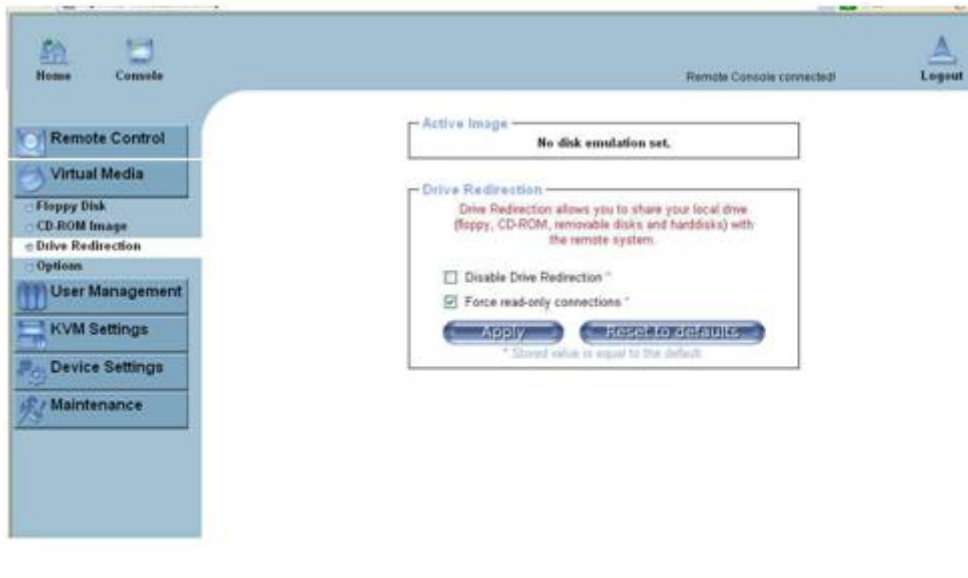 Home
Console
Remote Console connected!
Logout
Remote Control
Virtual Media
Floppy Disk
CD-ROM Image
Drive Redirection
Options
User Management
KVM Settings
Device Settings
Maintenance
Active Image
No disk emulation set.
Drive Redirection
Drive Redirection allows you to share your local drive
(floppy, CD-ROM, removable disks and harddisks) with
the remote system.
Disable Drive Redirection *
Force read-only connections *
Apply
Reset to defaults
* Stored value is equal to the default.